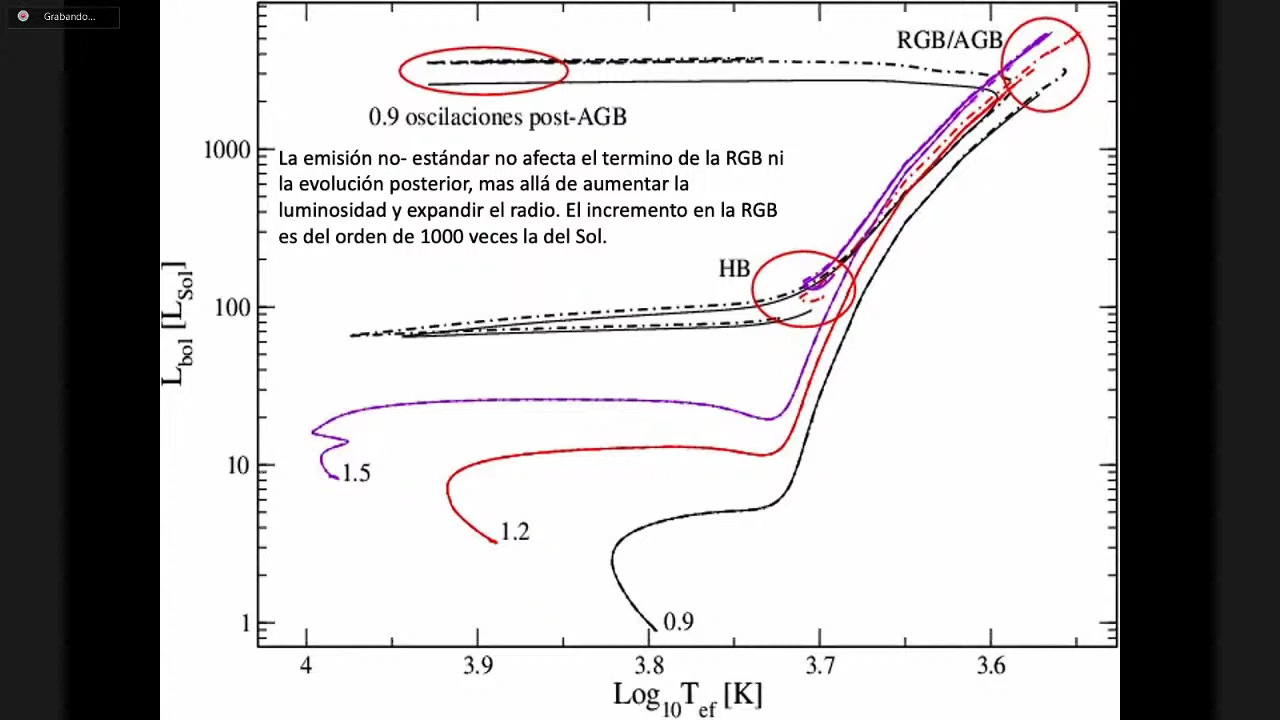 Grabando...
RGB/AGB
0.9 oscilaciones post-AGB
La emisión no- estándar no afecta el termino de la RGB ni
la evolución posterior, mas allá de aumentar la
luminosidad y expandir el radio. El incremento en la RGB
es del orden de 1000 veces la del Sol.
HB
1.5
1.2
0.9
1000
100
10
1
L_bol [L_Sol]
4 3.9 3.8 3.7 3.6
Log_10 T_ef [K]